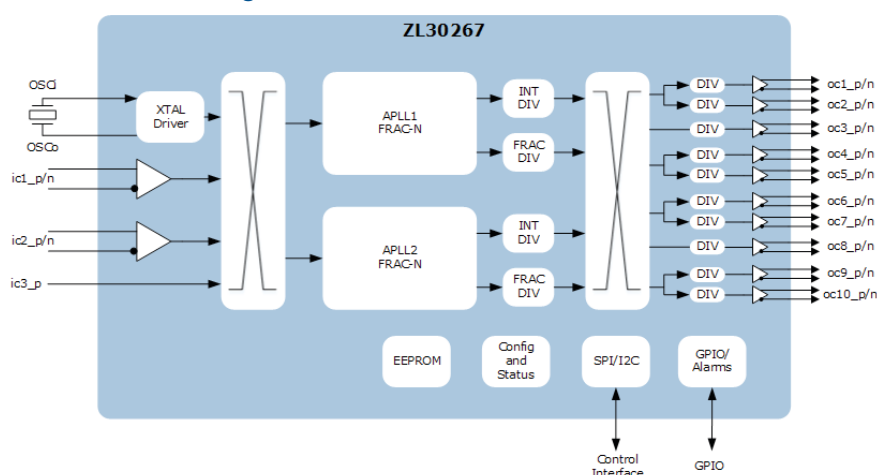 ZL30267
OSCi
XTAL
Driver
OSCo
ic1_p/n
ic2_p/n
ic3_p
APLL1
FRAC-N
INT
DIV
FRAC
DIV
APLL2
FRAC-N
INT
DIV
FRAC
DIV
DIV
oc1_p/n
DIV
oc2_p/n
DIV
oc3_p/n
DIV
oc4_p/n
DIV
oc5_p/n
DIV
oc6_p/n
DIV
oc7_p/n
DIV
oc8_p/n
DIV
oc9_p/n
DIV
oc10_p/n
EEPROM
Config
and
Status
SPI/I2C
GPIO/
Alarms
Control
Interface
GPIO